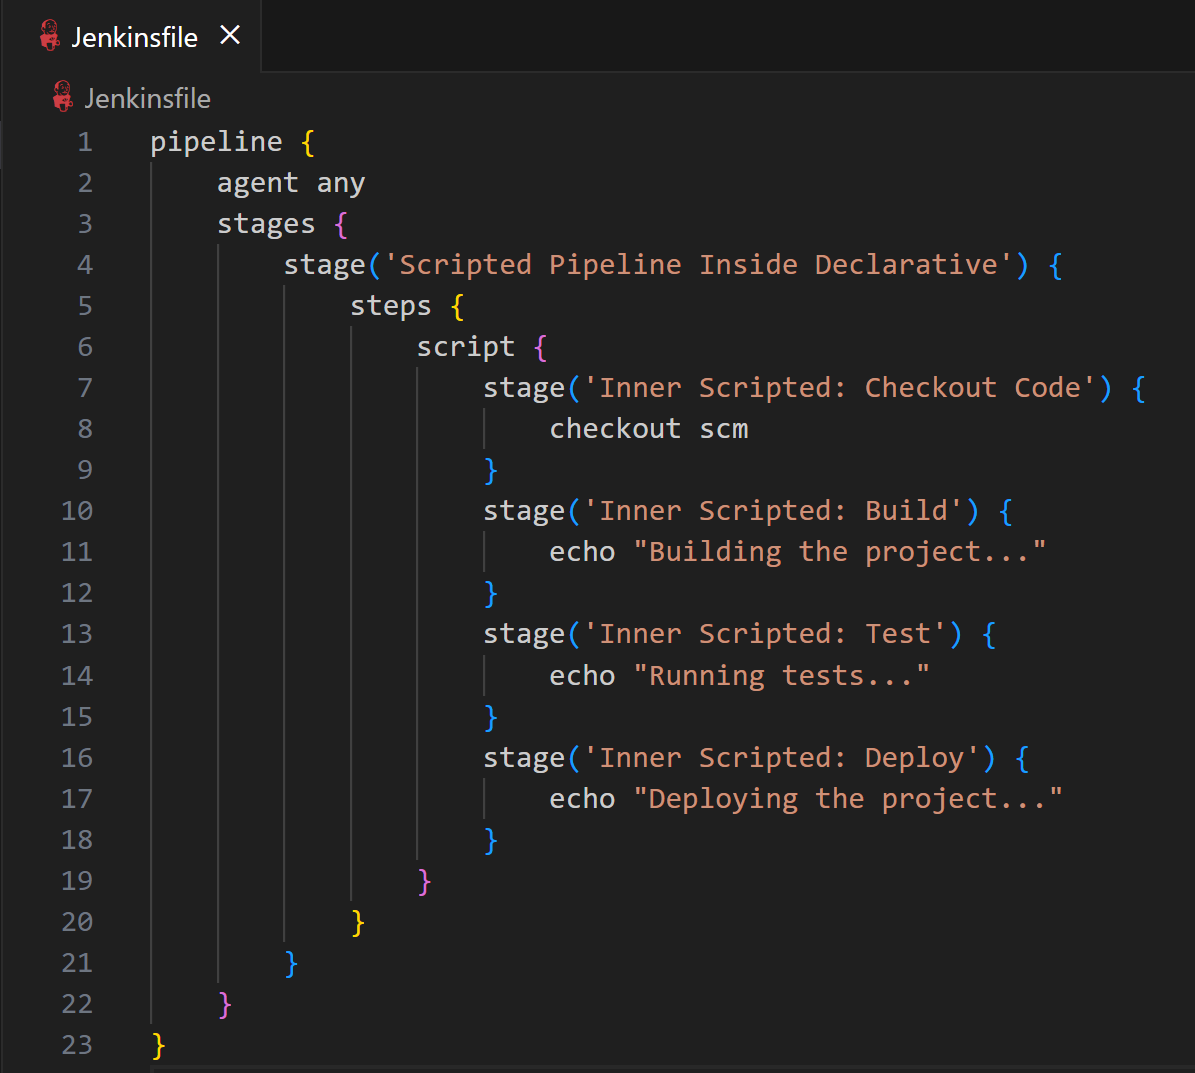 Jenkinsfile
Jenkinsfile
1 pipeline {
2     agent any
3     stages {
4         stage('Scripted Pipeline Inside Declarative') {
5             steps {
6                 script {
7                     stage('Inner Scripted: Checkout Code') {
8                         checkout scm
9                     }
10                     stage('Inner Scripted: Build') {
11                         echo "Building the project..."
12                     }
13                     stage('Inner Scripted: Test') {
14                         echo "Running tests..."
15                     }
16                     stage('Inner Scripted: Deploy') {
17                         echo "Deploying the project..."
18                     }
19                 }
20             }
21         }
22     }
23 }